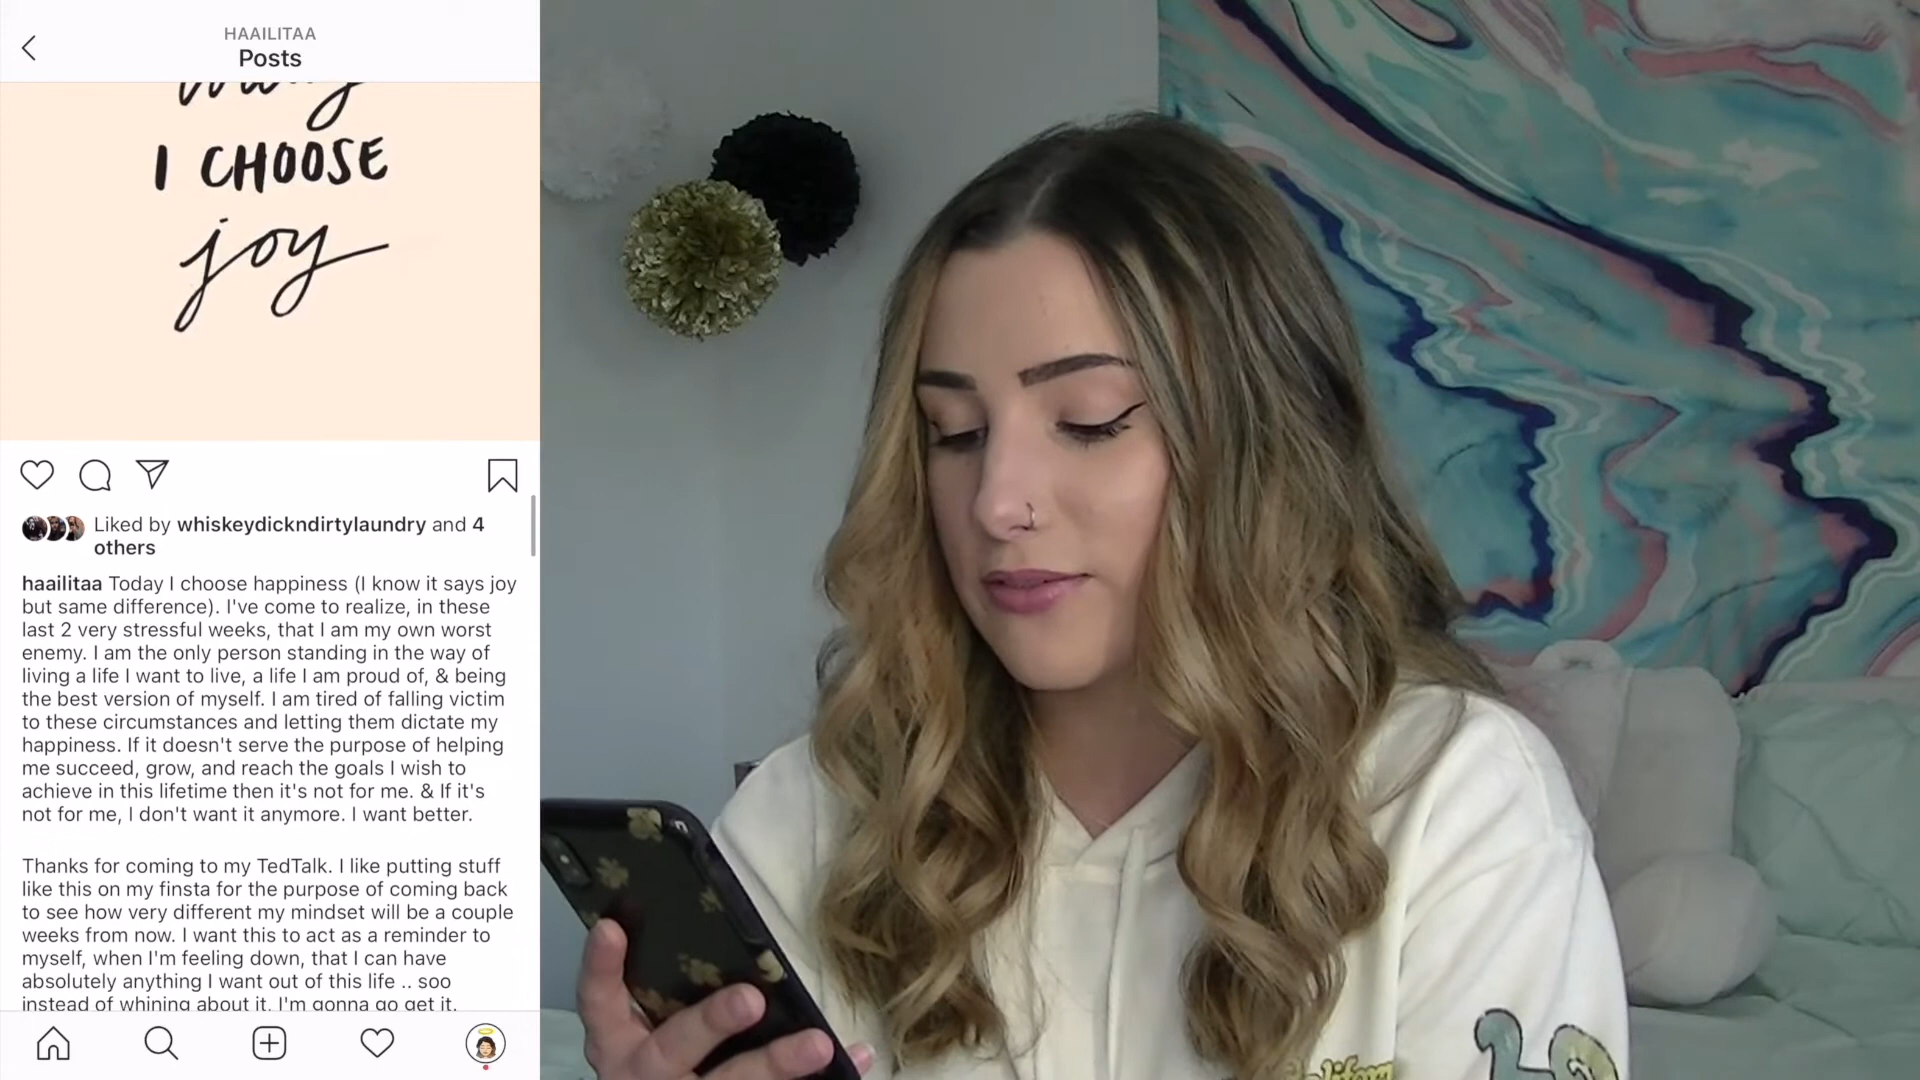 HAAILITAA
Posts
I CHOOSE
joy
Liked by whiskeydickndirtylaundry and 4
others
haailitaa Today I choose happiness (I know it says joy
but same difference). I've come to realize, in these
last 2 very stressful weeks, that I am my own worst
enemy. I am the only person standing in the way of
living a life I want to live, a life I am proud of, & being
the best version of myself. I am tired of falling victim
to these circumstances and letting them dictate my
happiness. If it doesn't serve the purpose of helping
me succeed, grow, and reach the goals I wish to
achieve in this lifetime then it's not for me. & If it's
not for me, I don't want it anymore. I want better.
Thanks for coming to my TedTalk. I like putting stuff
like this on my finsta for the purpose of coming back
to see how very different my mindset will be a couple
weeks from now. I want this to act as a reminder to
myself, when I'm feeling down, that I can have
absolutely anything I want out of this life .. soo
instead of whining about it, I'm gonna go get it.